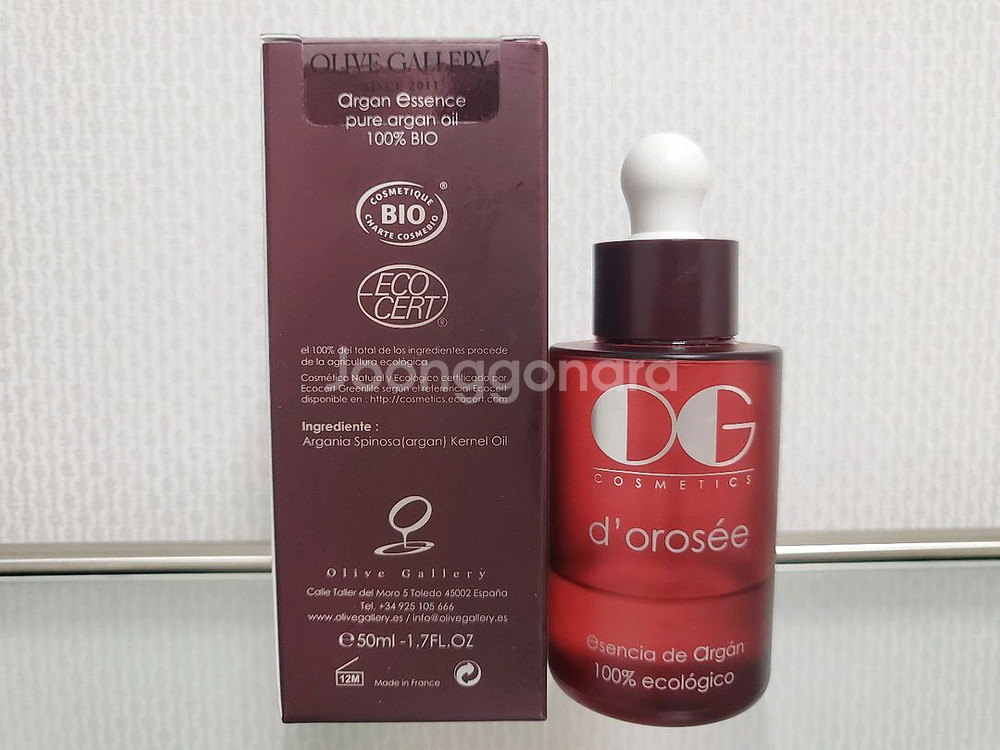 OLIVE GALLERY
SINCE 2011
argan essence
pure argan oil
100% BIO
COSMETIQUE
BIO
CHARTE COSMEBIO
®
ECO
CERT
®
el 100% del total de los ingredientes procede
de la agricultura ecológica
Cosmético Natural y Ecológico certificado por
Ecocert Greenlife según el referencial Ecocert
disponible en : http://cosmetics.ecocert.com
Ingrediente :
Argania Spinosa(argan) Kernel Oil
Olive Gallery
Calle Taller del Moro 5 Toledo 45002 España
Tel. +34 925 105 666
www.olivegallery.es / info@olivegallery.es
℮50ml -1.7FL.OZ
12M
Made in France
OG
COSMETICS
d'orosée
esencia de argán
100% ecológico
joonggonara